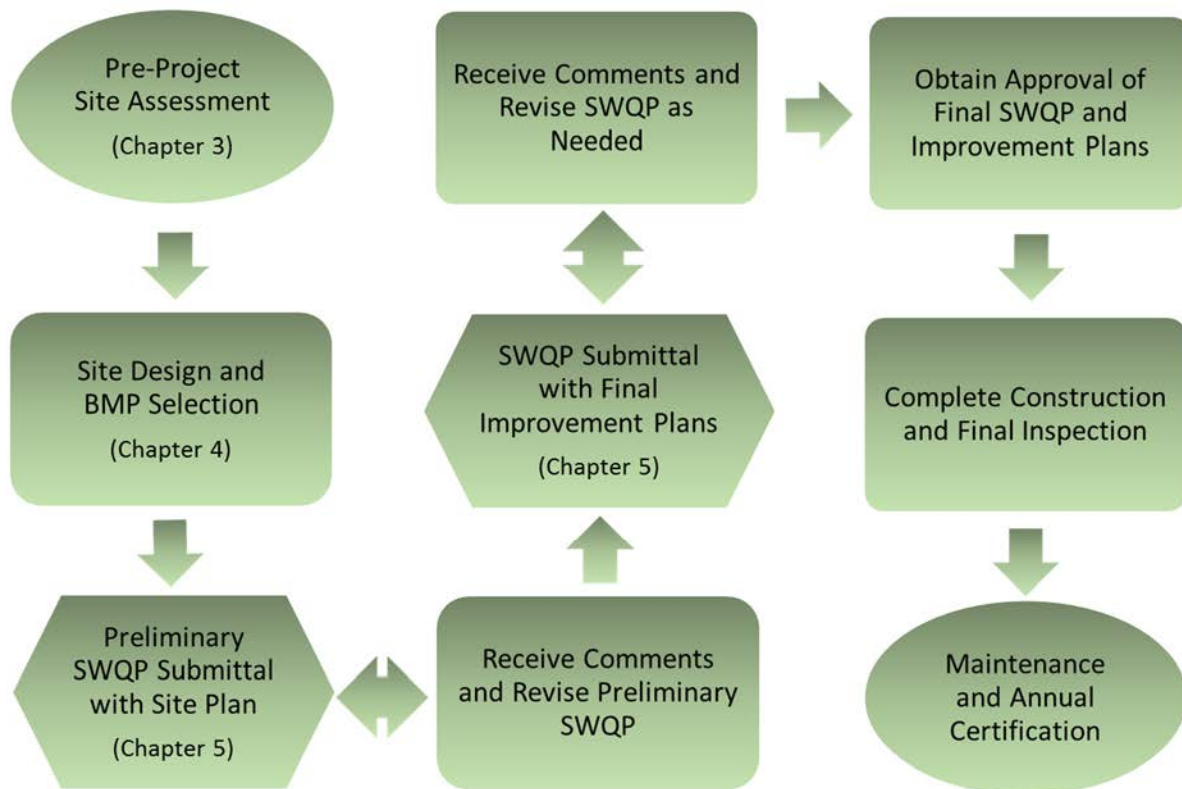 Pre-Project
Site Assessment
(Chapter 3)
Site Design and
BMP Selection
(Chapter 4)
Preliminary
SWQP Submittal
with Site Plan
(Chapter 5)
Receive Comments
and Revise Preliminary
SWQP
SWQP Submittal
with Final
Improvement Plans
(Chapter 5)
Receive Comments and
Revise SWQP as
Needed
Obtain Approval of
Final SWQP and
Improvement Plans
Complete Construction
and Final Inspection
Maintenance
and Annual
Certification